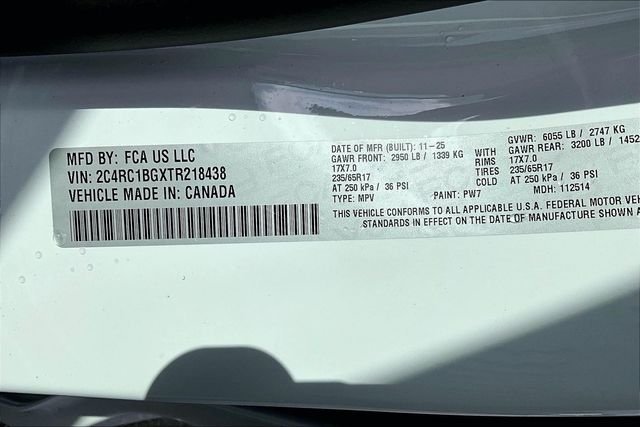 MFD BY: FCA US LLC
VIN: 2C4RC1BGXTR218438
VEHICLE MADE IN: CANADA
DATE OF MFR (BUILT): 11-25 GVWR: 6055 LB / 2747 KG
GAWR FRONT: 2950 LB / 1339 KG WITH GAWR REAR: 3200 LB / 1452
17X7.0 RIMS 17X7.0
235/65R17 TIRES 235/65R17
AT 250 kPa / 36 PSI COLD AT 250 kPa / 36 PSI
TYPE: MPV PAINT: PW7 MDH: 112514
THIS VEHICLE CONFORMS TO ALL APPLICABLE U.S.A. FEDERAL MOTOR VEH
STANDARDS IN EFFECT ON THE DATE OF MANUFACTURE SHOWN A